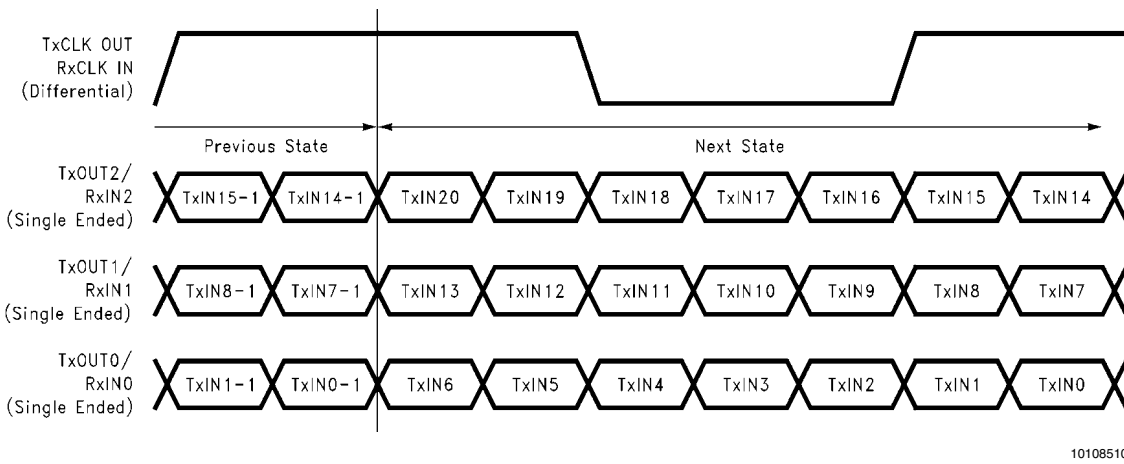 TxCLK OUT
RxCLK IN
(Differential)
Previous State
Next State
TxOUT2/
RxIN2
(Single Ended)
TxIN15-1 TxIN14-1 TxIN20 TxIN19 TxIN18 TxIN17 TxIN16 TxIN15 TxIN14
TxOUT1/
RxIN1
(Single Ended)
TxIN8-1 TxIN7-1 TxIN13 TxIN12 TxIN11 TxIN10 TxIN9 TxIN8 TxIN7
TxOUT0/
RxIN0
(Single Ended)
TxIN1-1 TxIN0-1 TxIN6 TxIN5 TxIN4 TxIN3 TxIN2 TxIN1 TxIN0
10108510